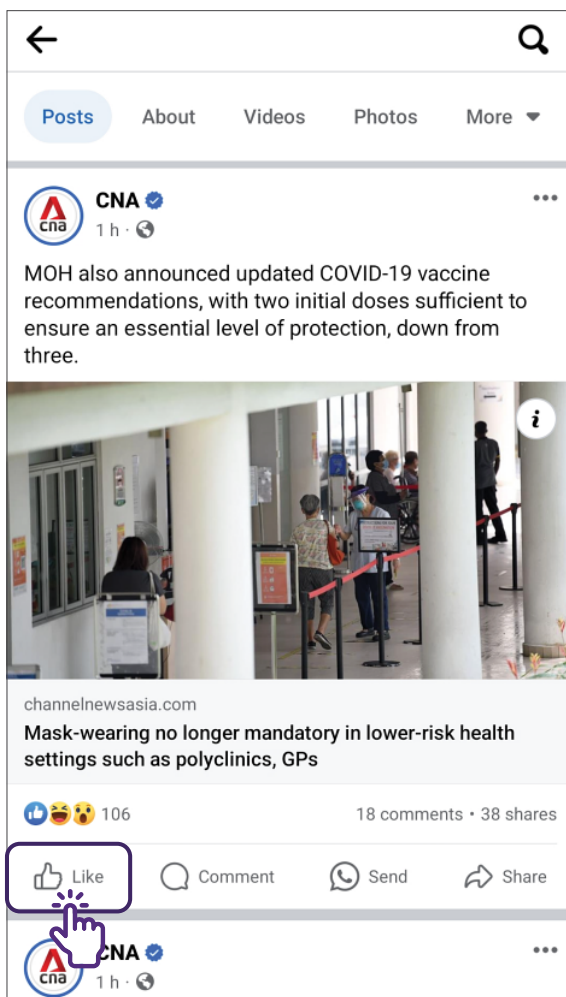 Posts About Videos Photos More
cna
CNA
1 h ·
MOH also announced updated COVID-19 vaccine
recommendations, with two initial doses sufficient to
ensure an essential level of protection, down from
three.
i
channelnewsasia.com
Mask-wearing no longer mandatory in lower-risk health
settings such as polyclinics, GPs
106 18 comments • 38 shares
Like Comment Send Share
cna
CNA
1 h ·